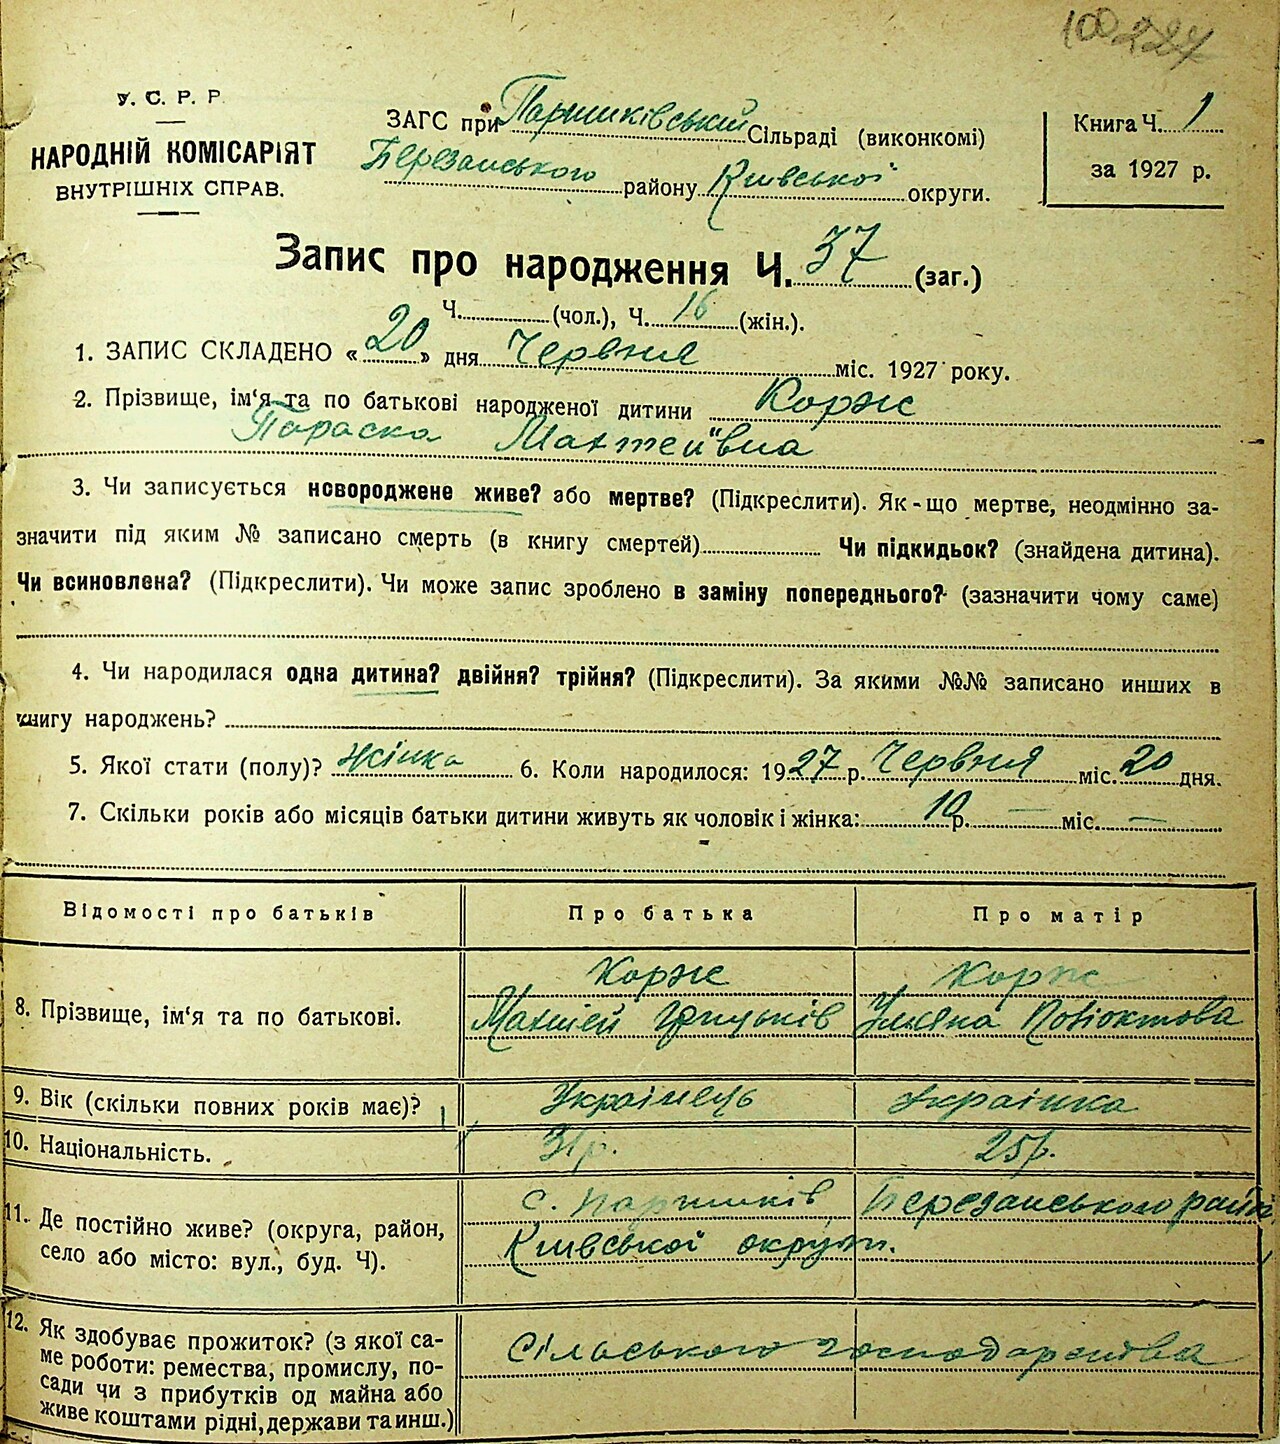 100 227
У. С. Р. Р.
НАРОДНІЙ КОМІСАРІЯТ
ВНУТРІШНІХ СПРАВ.
ЗАГС при Паришківський Сільраді (виконкомі)
Березанського району Київської округи.
Книга Ч. 1
за 1927 р.
Запис про народження Ч. 37 (заг.)
Ч. (чол.), Ч. 16 (жін.).
1. ЗАПИС СКЛАДЕНО «20» дня Червня міс. 1927 року.
2. Прізвище, ім'я та по батькові народженої дитини Корж
Параска Махтеївна
3. Чи записується новороджене живе? або мертве? (Підкреслити). Як-що мертве, неодмінно за-
значити під яким № записано смерть (в книгу смертей) Чи підкидьок? (знайдена дитина).
Чи всиновлена? (Підкреслити). Чи може запис зроблено в заміну попереднього? (зазначити чому саме)
4. Чи народилася одна дитина? двійня? трійня? (Підкреслити). За якими №№ записано инших в
книгу народжень?
5. Якої стати (полу)? жінка 6. Коли народилося: 1927 р. Червня міс. 20 дня.
7. Скільки років або місяців батьки дитини живуть як чоловік і жінка: 10 р. — міс. —
Відомості про батьків Про батька Про матір
8. Прізвище, ім'я та по батькові. Корж Корж
Махтей Грицьків Уляна
9. Вік (скільки повних років має)? Українець Українка
10. Національність. 31 р. 25 р.
11. Де постійно живе? (округа, район,
село або місто: вул., буд. Ч).
с. Паришків Березанського району
Київської округи.
12. Як здобуває прожиток? (з якої са-
ме роботи: ремества, промислу, по-
сади чи з прибутків од майна або
живе коштами рідні, держави та инш.)
Сільського господарства